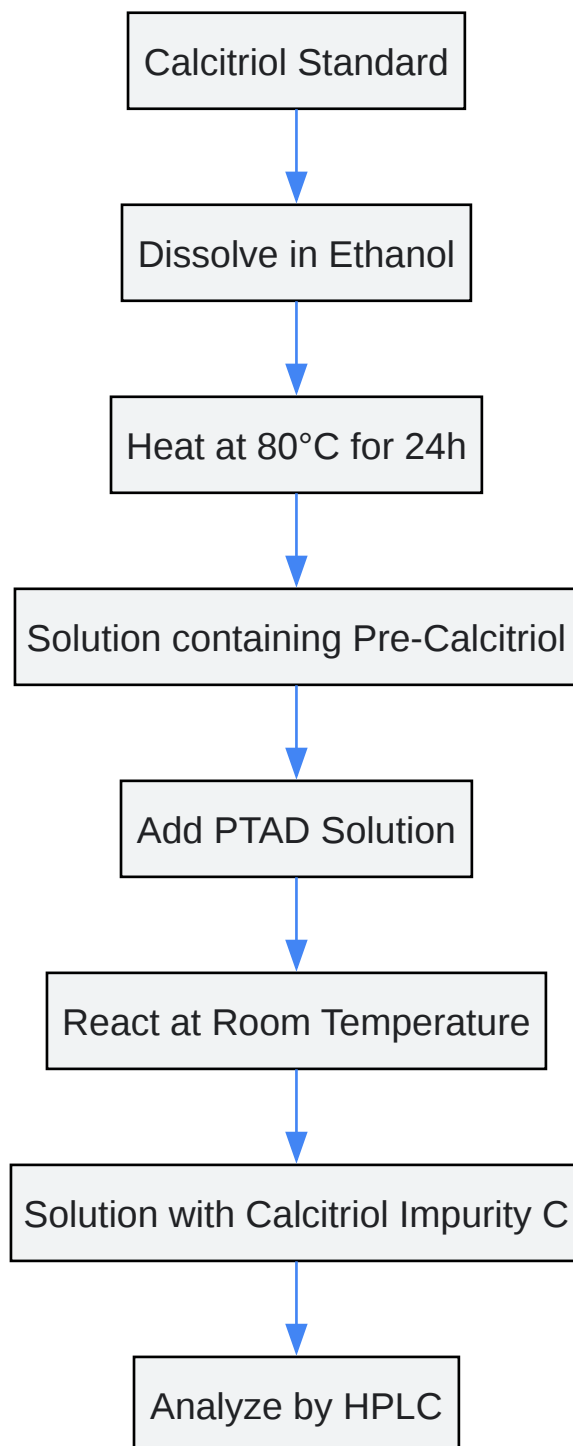 Calcitriol Standard
Dissolve in Ethanol
Heat at 80°C for 24h
Solution containing Pre-Calcitriol
Add PTAD Solution
React at Room Temperature
Solution with Calcitriol Impurity C
Analyze by HPLC